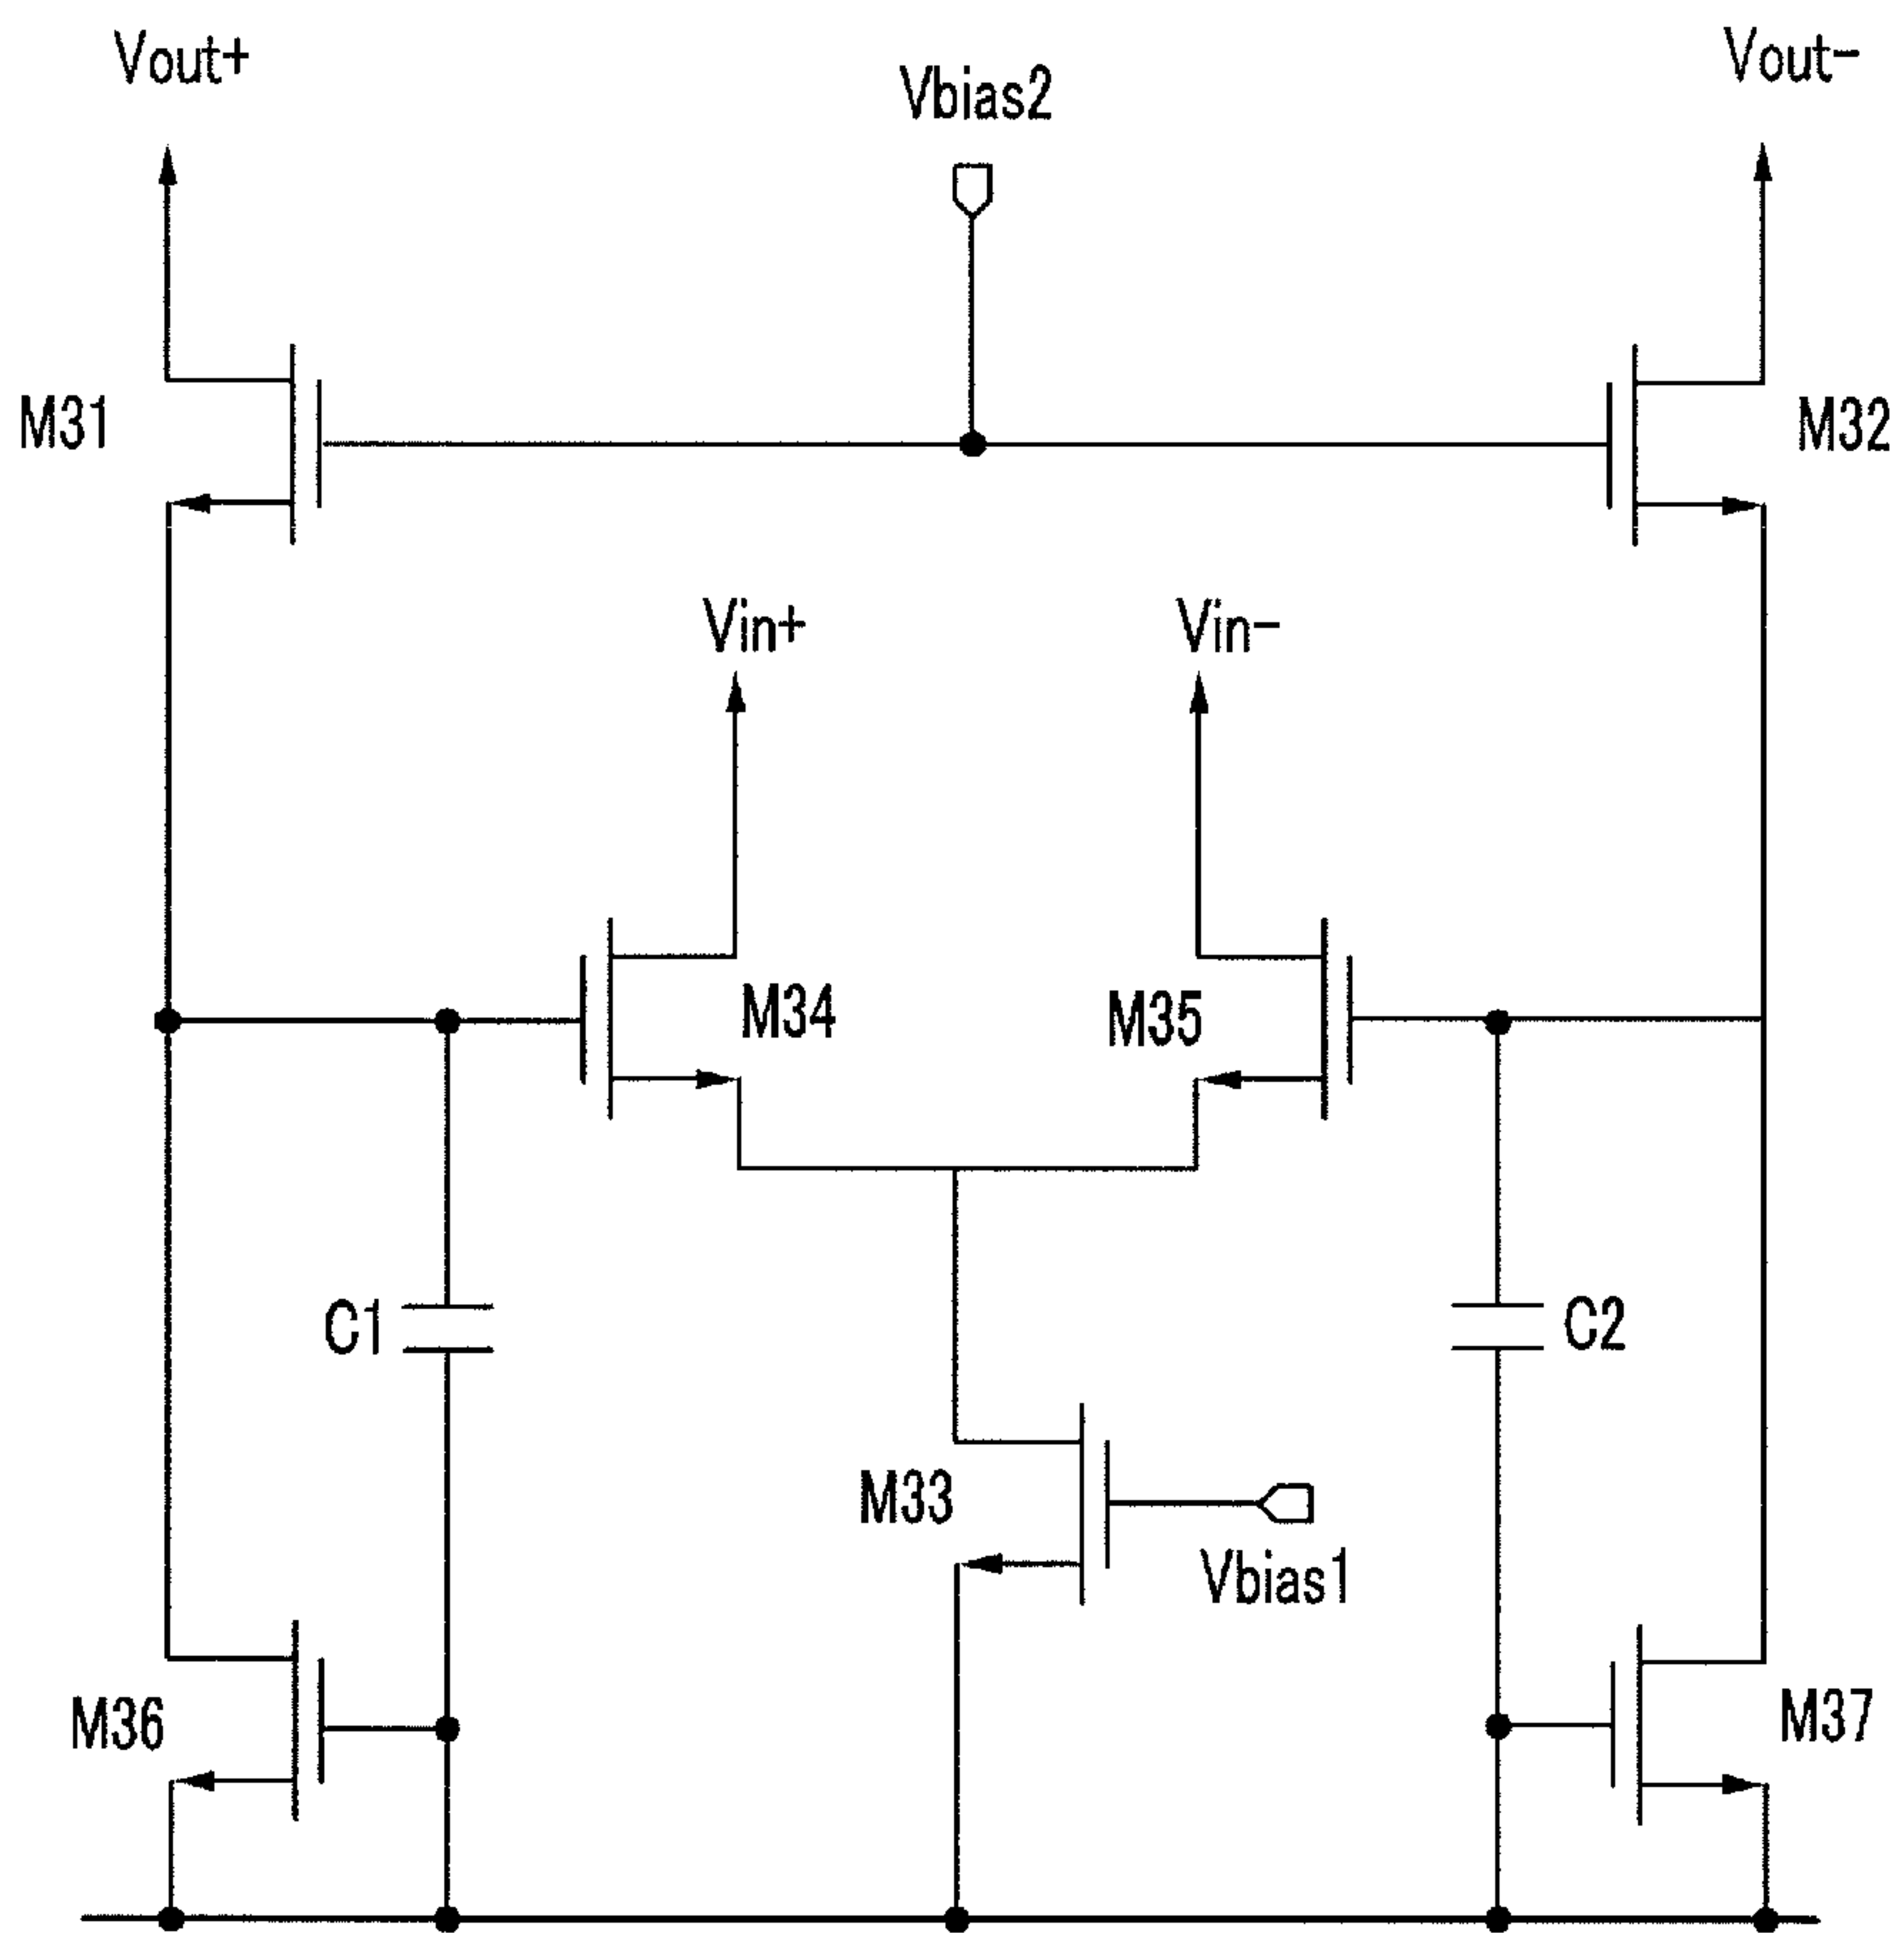 Vout+
Vbias2
Vout-
M31
M32
Vin+
Vin-
M34
M35
C1
C2
M33
Vbias1
M36
M37